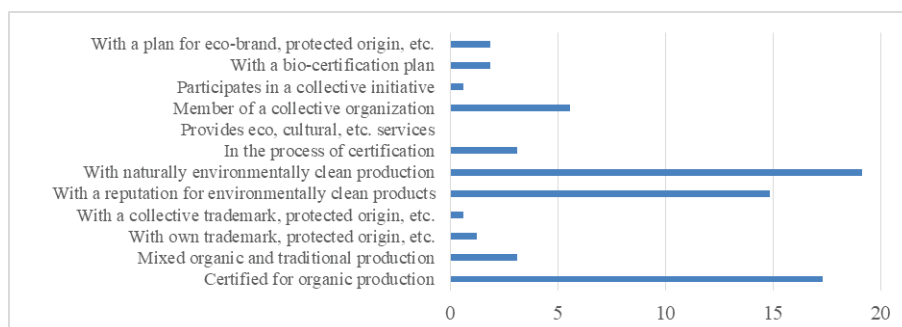 With a plan for eco-brand, protected origin, etc.
With a bio-certification plan
Participates in a collective initiative
Member of a collective organization
Provides eco, cultural, etc. services
In the process of certification
With naturally environmentally clean production
With a reputation for environmentally clean products
With a collective trademark, protected origin, etc.
With own trademark, protected origin, etc.
Mixed organic and traditional production
Certified for organic production
0 5 10 15 20